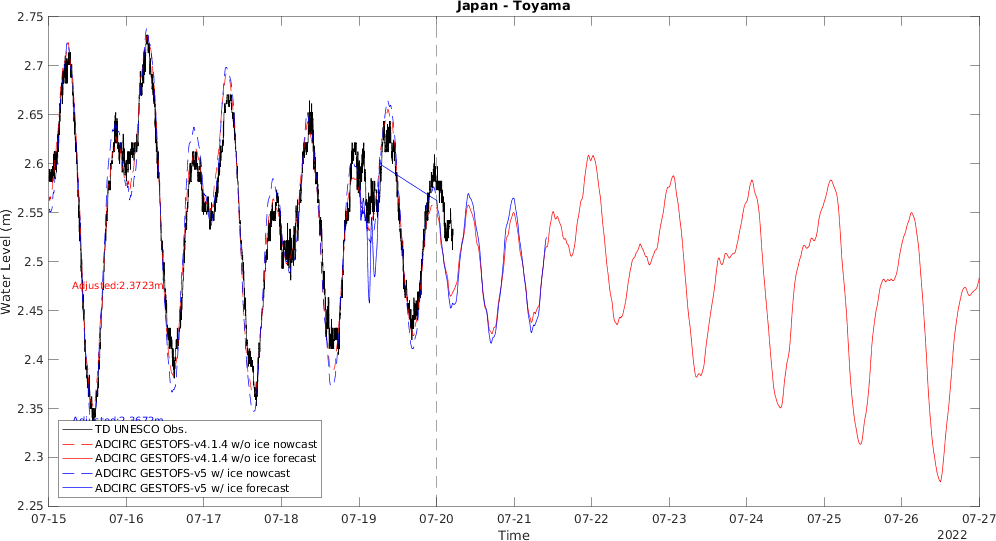 Japan - Toyama
2.75
2.7
2.65
2.6
2.55
2.5
2.45
2.4
2.35
2.3
2.25
Water Level (m)
Adjusted:2.3723m
Adjusted:2.3672m
TD UNESCO Obs.
ADCIRC GESTOFS-v4.1.4 w/o ice nowcast
ADCIRC GESTOFS-v4.1.4 w/o ice forecast
ADCIRC GESTOFS-v5 w/ ice nowcast
ADCIRC GESTOFS-v5 w/ ice forecast
07-15 07-16 07-17 07-18 07-19 07-20 07-21 07-22 07-23 07-24 07-25 07-26 07-27
Time
2022